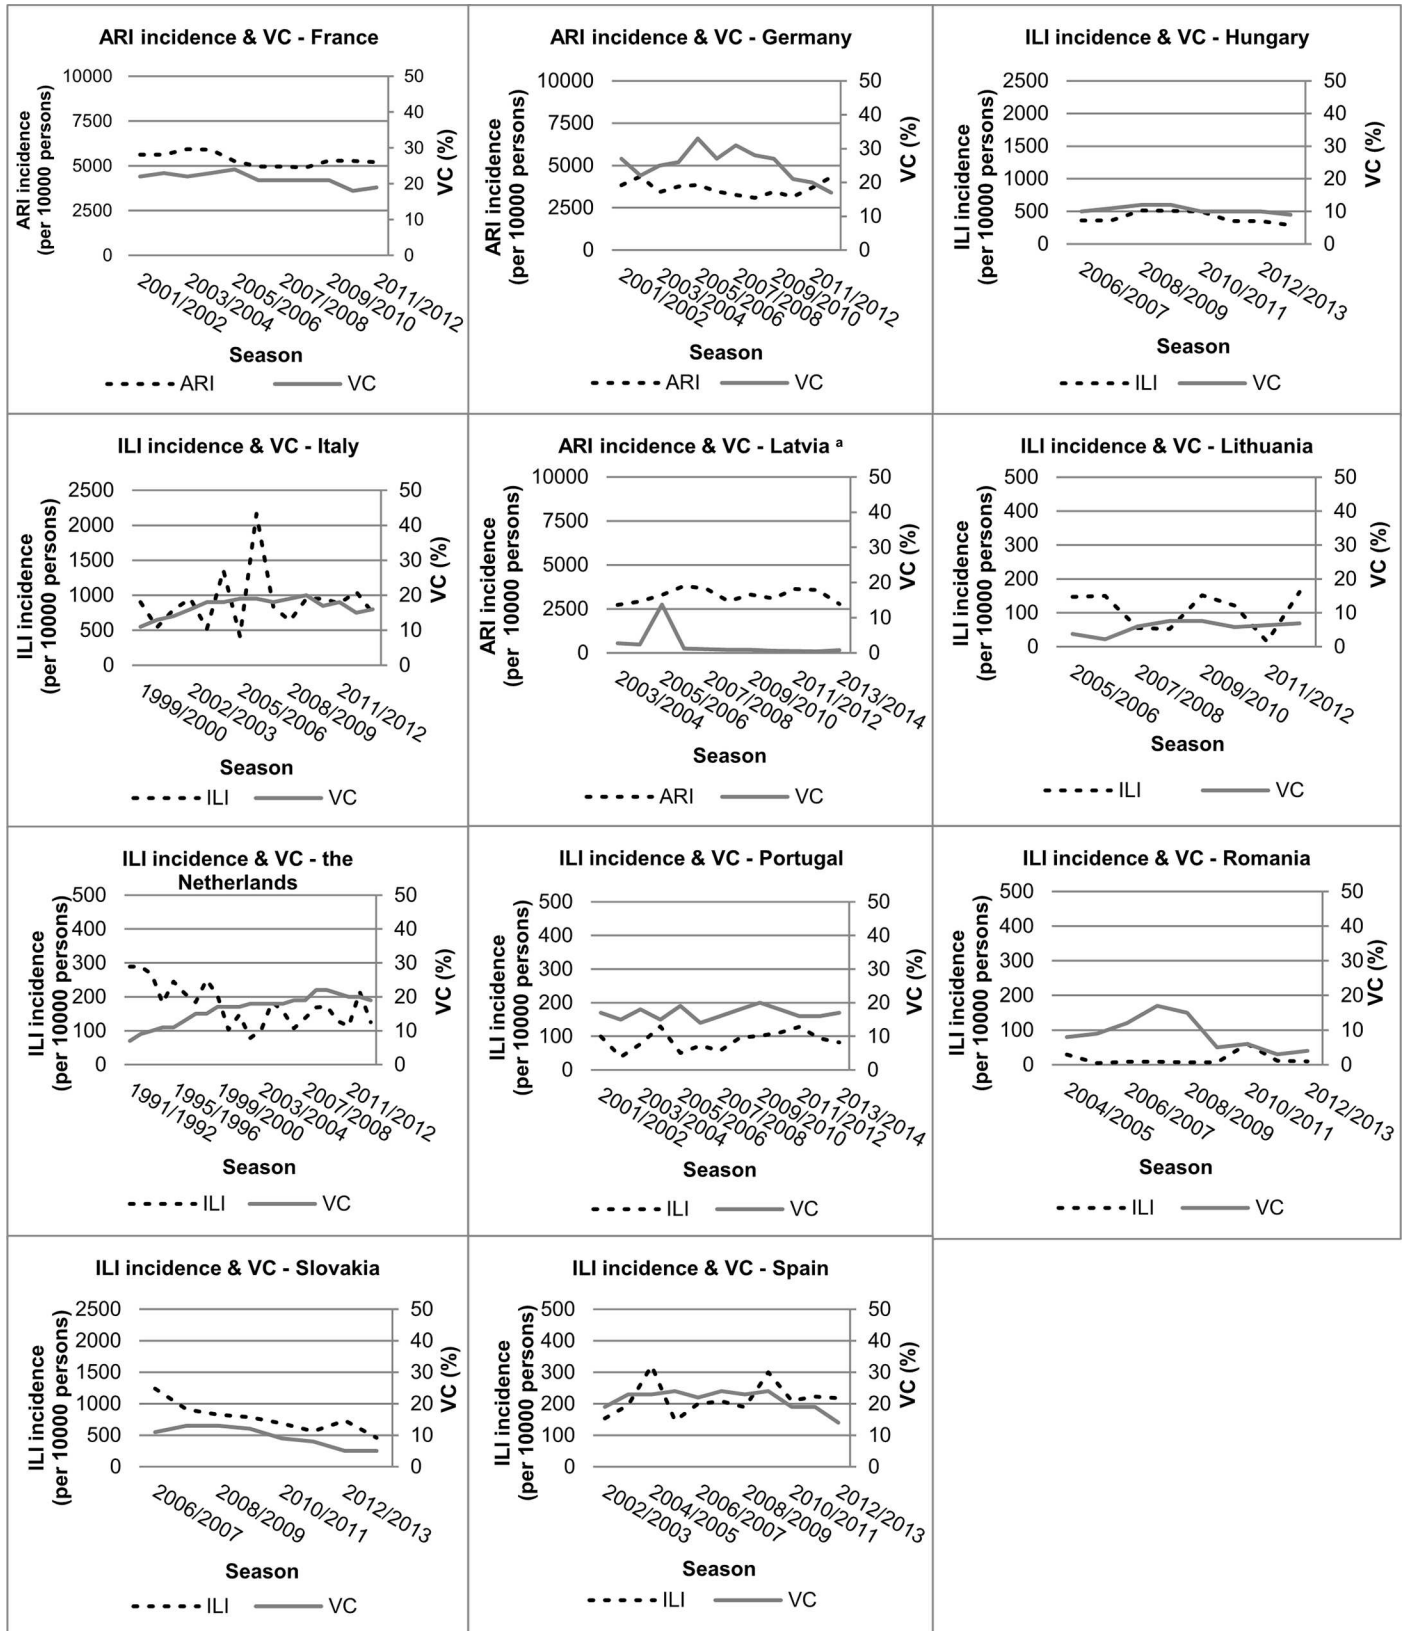 ARI incidence & VC - France
ARI incidence
(per 10000 persons)
10000
7500
5000
2500
0
50
40
30
20
10
0
VC (%)
2001/2002
2003/2004
2005/2006
2007/2008
2009/2010
2011/2012
Season
ARI
VC
ARI incidence & VC - Germany
ARI incidence
(per 10000 persons)
10000
7500
5000
2500
0
50
40
30
20
10
0
VC (%)
2001/2002
2003/2004
2005/2006
2007/2008
2009/2010
2011/2012
Season
ARI
VC
ILI incidence & VC - Hungary
ILI incidence
(per 10000 persons)
2500
2000
1500
1000
500
0
50
40
30
20
10
0
VC (%)
2006/2007
2008/2009
2010/2011
2012/2013
Season
ILI
VC
ILI incidence & VC - Italy
ILI incidence
(per 10000 persons)
2500
2000
1500
1000
500
0
50
40
30
20
10
0
VC (%)
1999/2000
2002/2003
2005/2006
2008/2009
2011/2012
Season
ILI
VC
ARI incidence & VC - Latvia ª
ARI incidence
(per 10000 persons)
10000
7500
5000
2500
0
50
40
30
20
10
0
VC (%)
2003/2004
2005/2006
2007/2008
2009/2010
2011/2012
2013/2014
Season
ARI
VC
ILI incidence & VC - Lithuania
ILI incidence
(per 10000 persons)
500
400
300
200
100
0
50
40
30
20
10
0
VC (%)
2005/2006
2007/2008
2009/2010
2011/2012
Season
ILI
VC
ILI incidence & VC - the
Netherlands
ILI incidence
(per 10000 persons)
500
400
300
200
100
0
50
40
30
20
10
0
VC (%)
1991/1992
1995/1996
1999/2000
2003/2004
2007/2008
2011/2012
Season
ILI
VC
ILI incidence & VC - Portugal
ILI incidence
(per 10000 persons)
500
400
300
200
100
0
50
40
30
20
10
0
VC (%)
2001/2002
2003/2004
2005/2006
2007/2008
2009/2010
2011/2012
2013/2014
Season
ILI
VC
ILI incidence & VC - Romania
ILI incidence
(per 10000 persons)
500
400
300
200
100
0
50
40
30
20
10
0
VC (%)
2004/2005
2006/2007
2008/2009
2010/2011
2012/2013
Season
ILI
VC
ILI incidence & VC - Slovakia
ILI incidence
(per 10000 persons)
2500
2000
1500
1000
500
0
50
40
30
20
10
0
VC (%)
2006/2007
2008/2009
2010/2011
2012/2013
Season
ILI
VC
ILI incidence & VC - Spain
ILI incidence
(per 10000 persons)
500
400
300
200
100
0
50
40
30
20
10
0
VC (%)
2002/2003
2004/2005
2006/2007
2008/2009
2010/2011
2012/2013
Season
ILI
VC